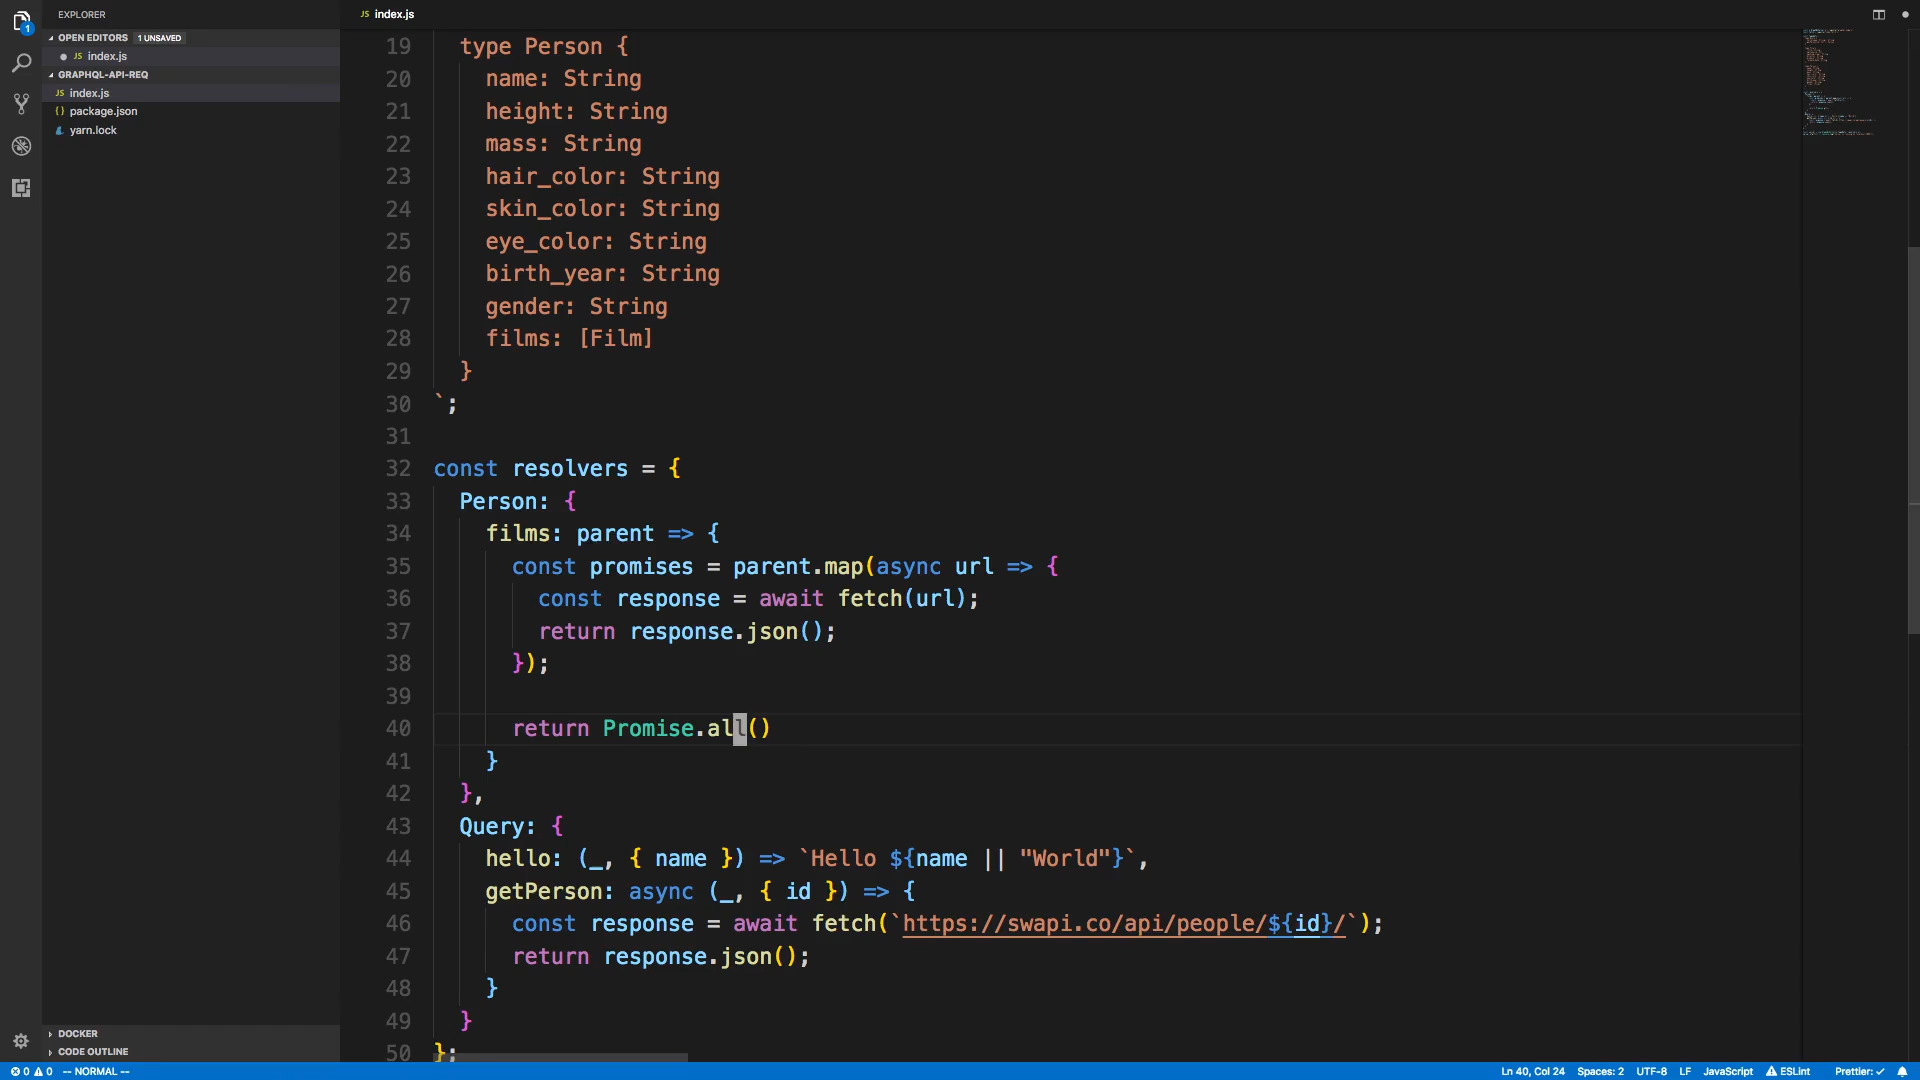 EXPLORER
OPEN EDITORS 1 UNSAVED
JS index.js
GRAPHQL-API-REQ
JS index.js
{} package.json
yarn.lock
DOCKER
CODE OUTLINE
1
JS index.js
19 type Person {
20 name: String
21 height: String
22 mass: String
23 hair_color: String
24 skin_color: String
25 eye_color: String
26 birth_year: String
27 gender: String
28 films: [Film]
29 }
30 `;
31
32 const resolvers = {
33 Person: {
34 films: parent => {
35 const promises = parent.map(async url => {
36 const response = await fetch(url);
37 return response.json();
38 });
39
40 return Promise.all()
41 }
42 },
43 Query: {
44 hello: (_, { name }) => `Hello ${name || "World"}`,
45 getPerson: async (_, { id }) => {
46 const response = await fetch(`https://swapi.co/api/people/${id}/`);
47 return response.json();
48 }
49 }
50 };
0 0 -- NORMAL -- Ln 40, Col 24 Spaces: 2 UTF-8 LF JavaScript ESLint Prettier: ✓